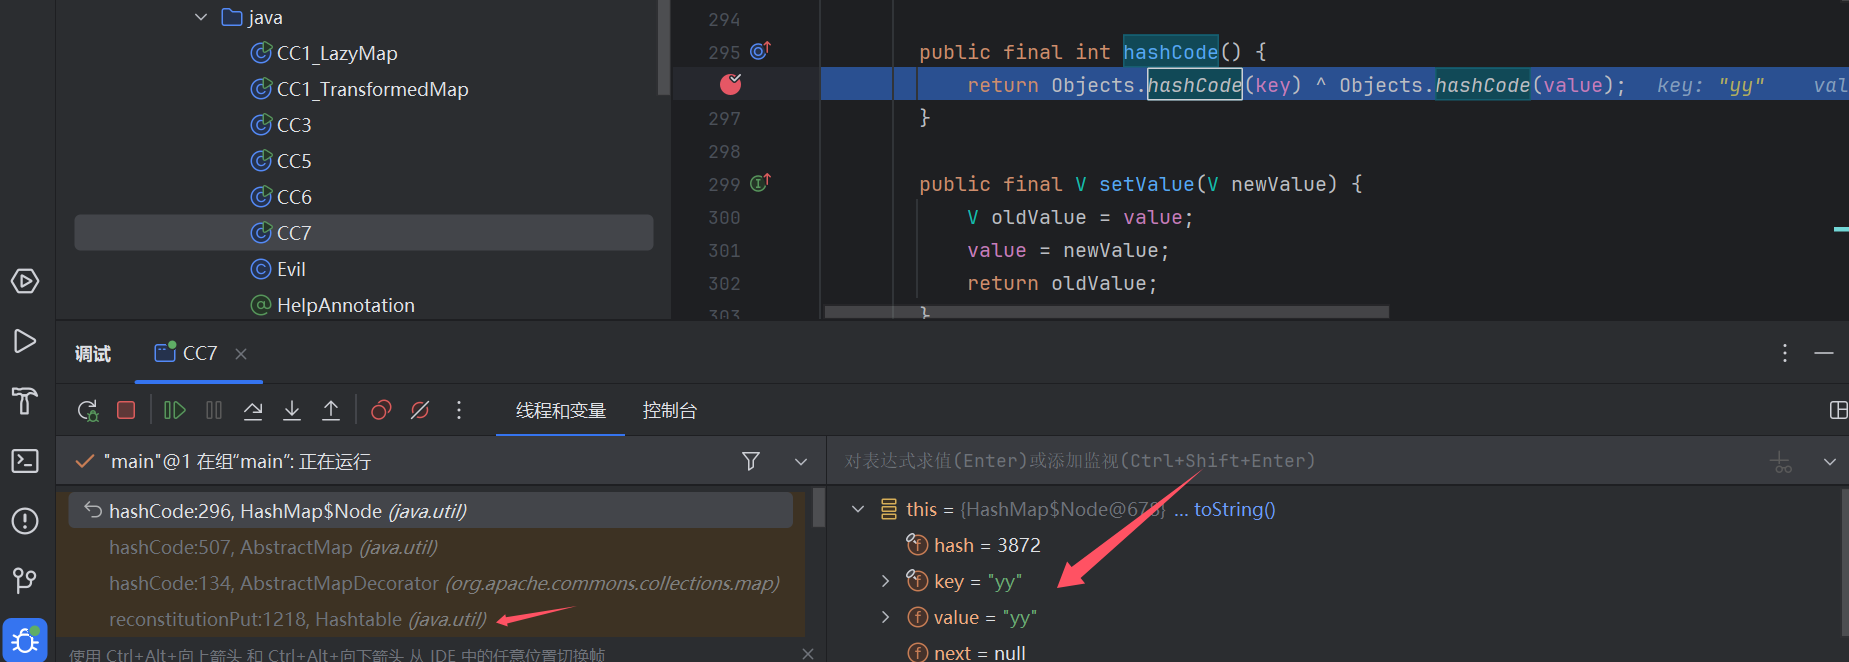 java
CC1_LazyMap
CC1_TransformedMap
CC3
CC5
CC6
CC7
Evil
HelpAnnotation
294
295 public final int hashCode() {
return Objects.hashCode(key) ^ Objects.hashCode(value); key: "yy" val
297 }
298
299 public final V setValue(V newValue) {
300 V oldValue = value;
301 value = newValue;
302 return oldValue;
303 }
调试 CC7
线程和变量 控制台
"main"@1 在组“main”: 正在运行
对表达式求值(Enter)或添加监视(Ctrl+Shift+Enter)
hashCode:296, HashMap$Node (java.util)
hashCode:507, AbstractMap (java.util)
hashCode:134, AbstractMapDecorator (org.apache.commons.collections.map)
reconstitutionPut:1218, Hashtable (java.util)
使用 Ctrl+Alt+向上箭头 和 Ctrl+Alt+向下箭头 从 IDE 中的任意位置切换帧
this = {HashMap$Node@678} ... toString()
hash = 3872
key = "yy"
value = "yy"
next = null